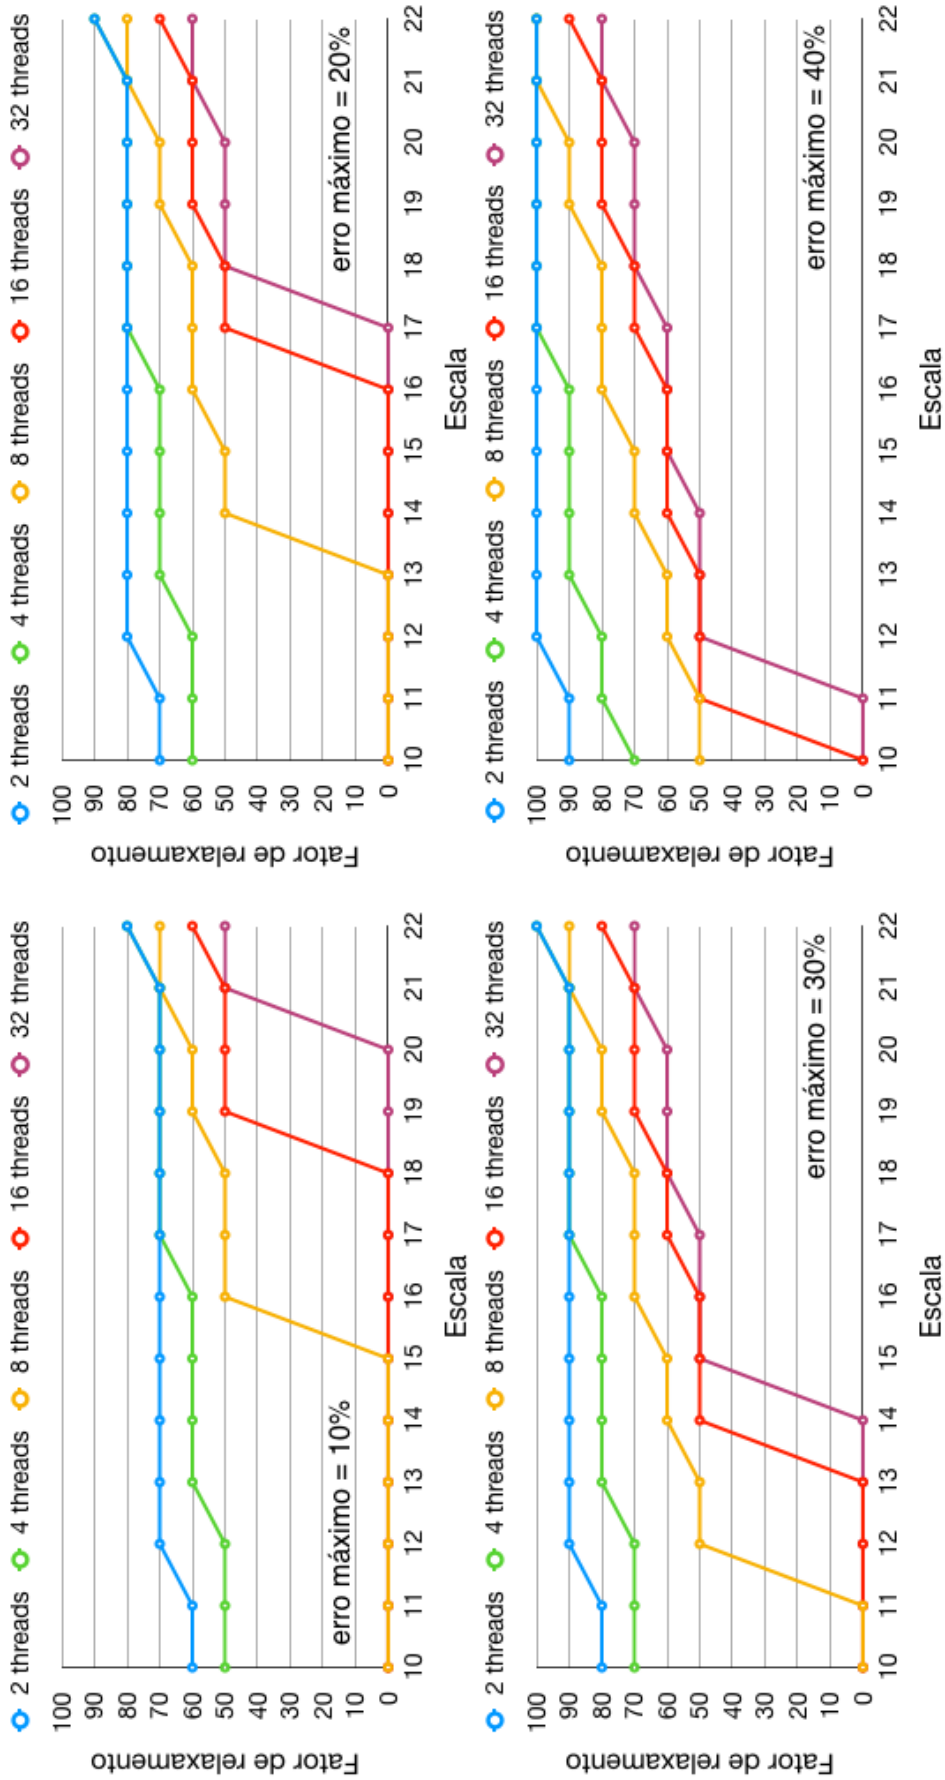 2 threads 4 threads 8 threads 16 threads 32 threads
Fator de relaxamento
100
90
80
70
60
50
40
30
20
10
0
erro máximo = 10%
10 11 12 13 14 15 16 17 18 19 20 21 22
Escala
2 threads 4 threads 8 threads 16 threads 32 threads
Fator de relaxamento
100
90
80
70
60
50
40
30
20
10
0
erro máximo = 20%
10 11 12 13 14 15 16 17 18 19 20 21 22
Escala
2 threads 4 threads 8 threads 16 threads 32 threads
Fator de relaxamento
100
90
80
70
60
50
40
30
20
10
0
erro máximo = 30%
10 11 12 13 14 15 16 17 18 19 20 21 22
Escala
2 threads 4 threads 8 threads 16 threads 32 threads
Fator de relaxamento
100
90
80
70
60
50
40
30
20
10
0
erro máximo = 40%
10 11 12 13 14 15 16 17 18 19 20 21 22
Escala